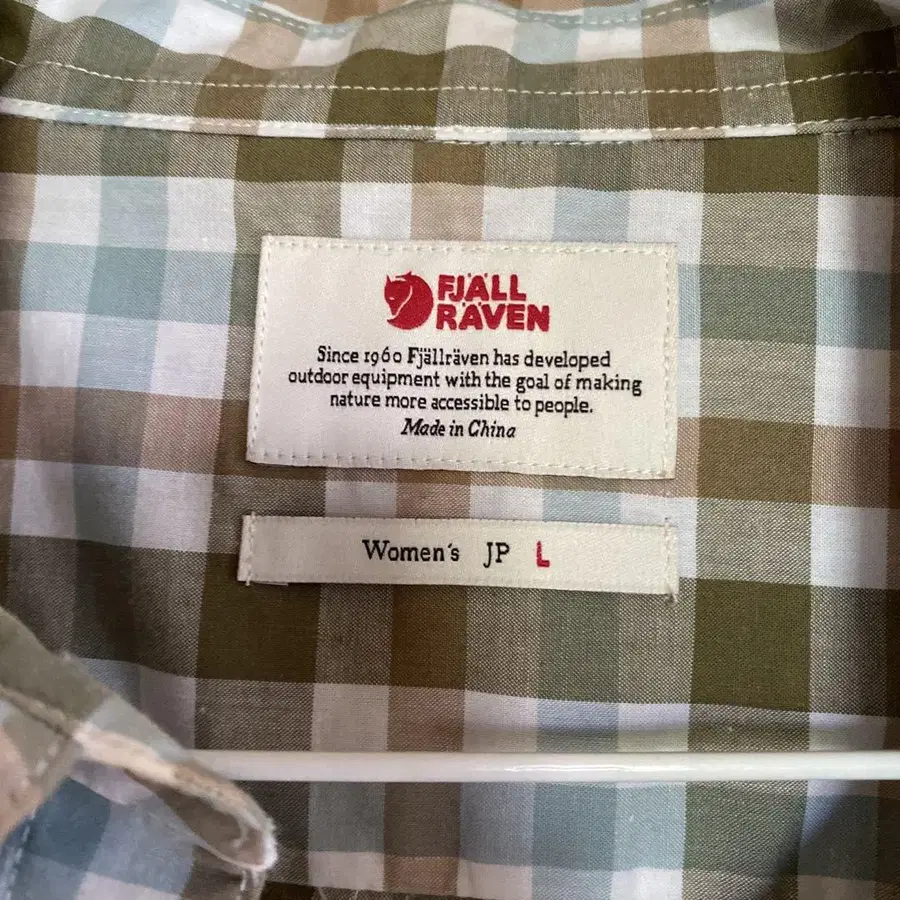 FJÄLL
RÄVEN
Since 1960 Fjällräven has developed
outdoor equipment with the goal of making
nature more accessible to people.
Made in China
Women's JP L